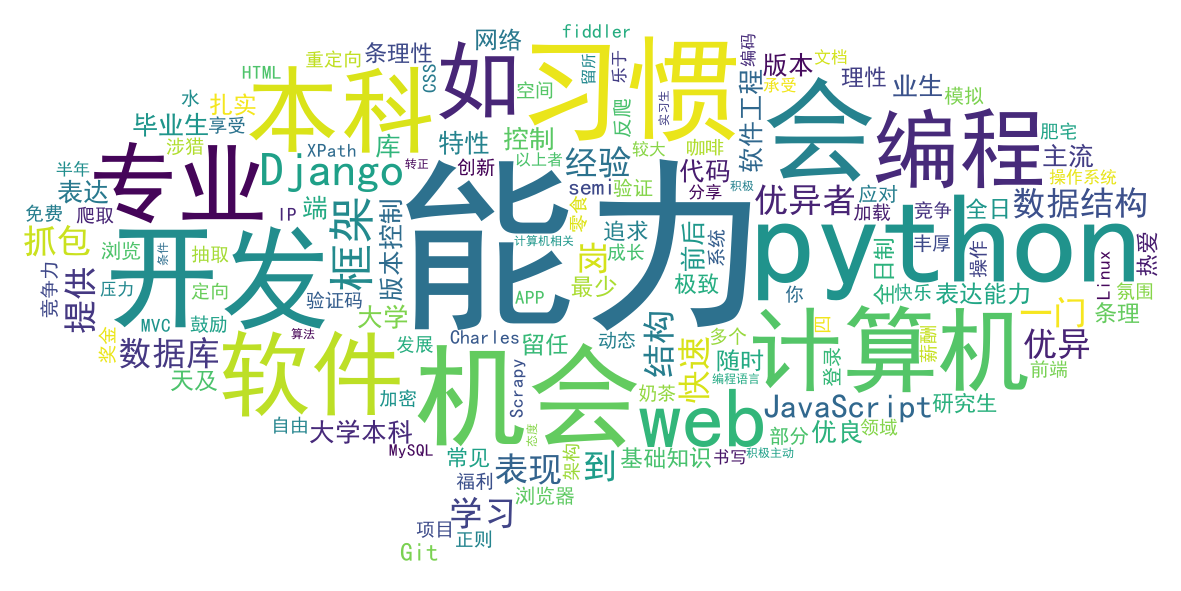 fiddler
网络
条理性
重定向
HTML
CSS
本科
如
习惯
留所
乐于
实习生
编码
版本
文档
承受
理性
业生
模拟
水
扎实
毕业生
享受
涉猎
库
特性
控制
空间
反爬
会
编程
软件工程
肥宅
主流
操作系统
半年
表达
专业
XPath
Django
转正
创新
以上者
经验
semi
较大
咖啡
代码
验证
分享
积极
优异者
应对
加载
竞争
全日
数据结构
免费
爬取
IP
端
框架
版本控制
能力
零食
计算机相关
追求
岗
成长
最少
前后
系统
极致
python
丰厚
操作
Linux
热爱
抓包
浏览
条件
抽取
开发
竞争力
提供
压力
定向
验证码
APP
你
全日制
快乐
表达能力
氛围
一门
条理
MVC
鼓励
算法
大学
奖金
数据库
天及
软件
发展
Charles
留任
动态
结构
快速
多个
随时
四
登录
计算机
薪酬
优异
前端
加密
机会
Scrapy
奶茶
编程语言
web
JavaScript
研究生
自由
大学本科
MySQL
常见
态度
表现
架构
到
基础知识
书写
部分
优良
领域
积极主动
福利
浏览器
学习
项目
正则
Git